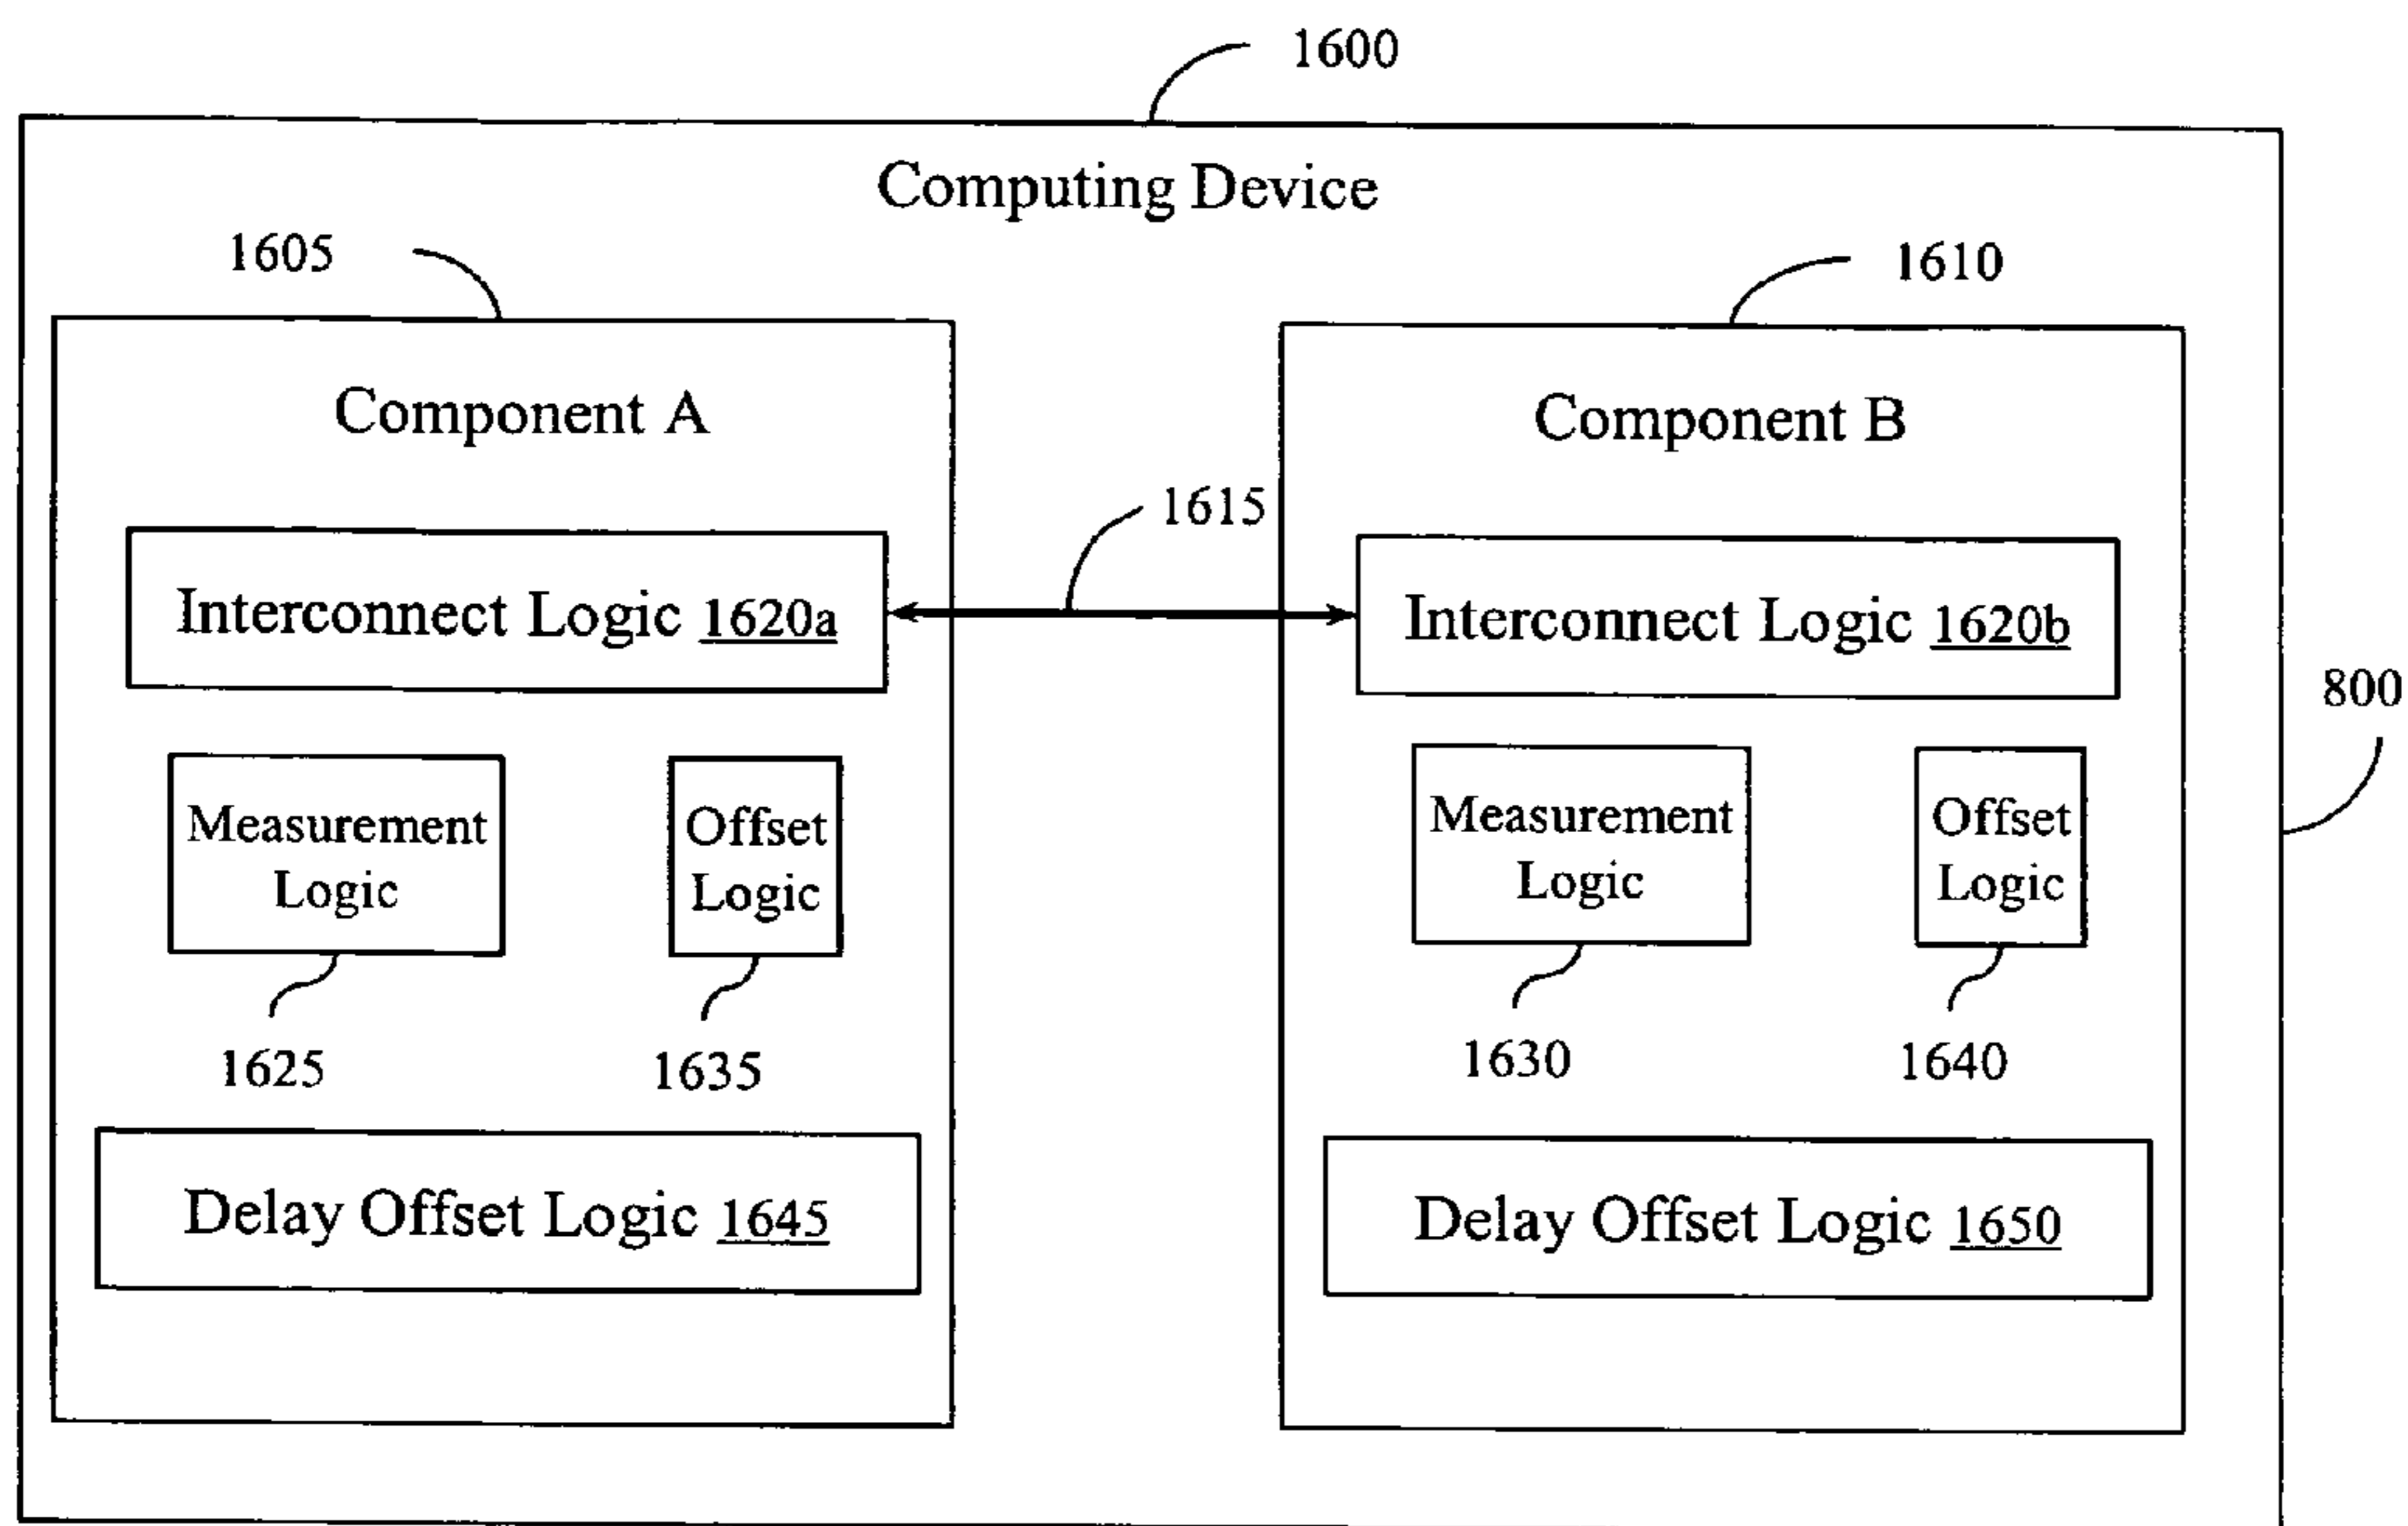 1600
Computing Device
1605
1610
Component A
Component B
1615
Interconnect Logic 1620a
Interconnect Logic 1620b
800
Measurement
Logic
Offset
Logic
Measurement
Logic
Offset
Logic
1625
1635
1630
1640
Delay Offset Logic 1645
Delay Offset Logic 1650